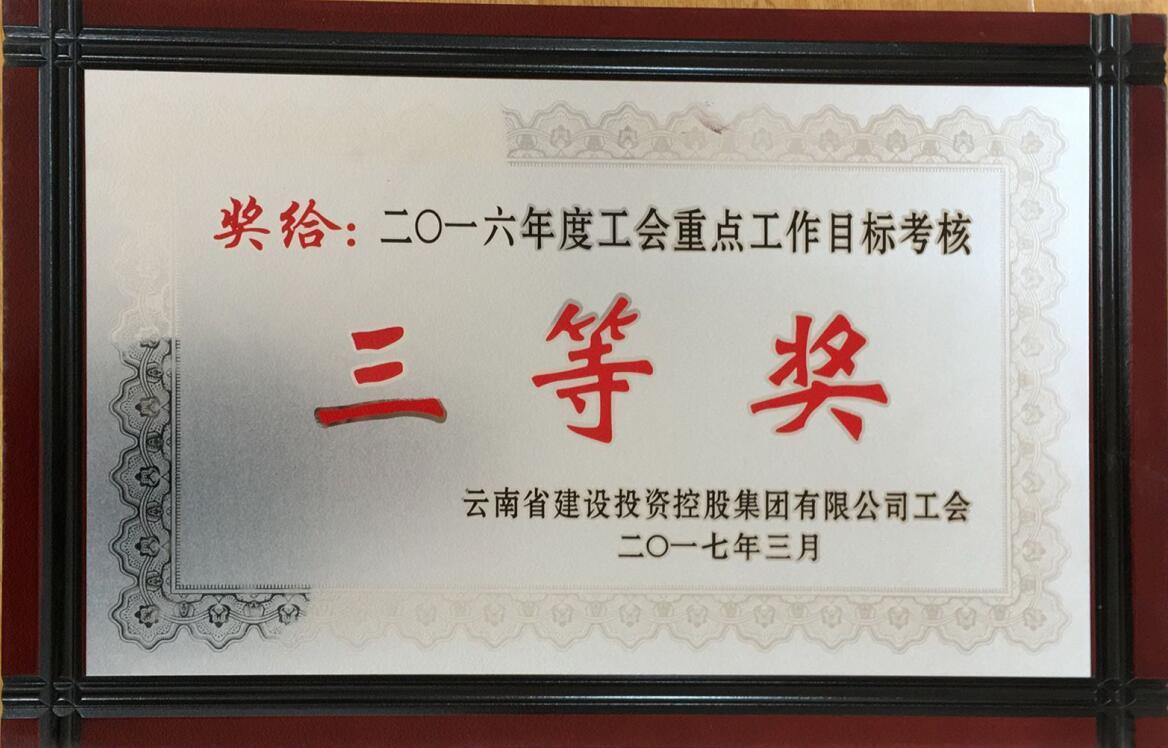 奖给：二〇一六年度工会重点工作目标考核
三等奖
云南省建设投资控股集团有限公司工会
二〇一七年三月